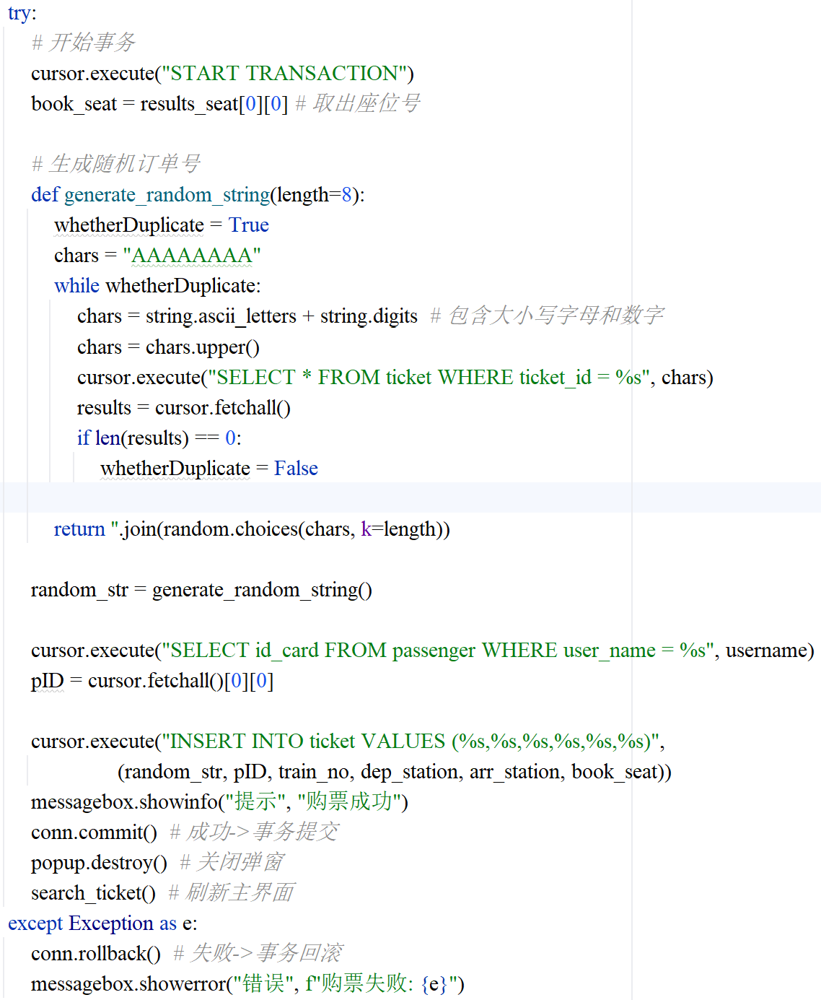 try:
# 开始事务
cursor.execute("START TRANSACTION")
book_seat = results_seat[0][0] # 取出座位号
# 生成随机订单号
def generate_random_string(length=8):
whetherDuplicate = True
chars = "AAAAAAAA"
while whetherDuplicate:
chars = string.ascii_letters + string.digits # 包含大小写字母和数字
chars = chars.upper()
cursor.execute("SELECT * FROM ticket WHERE ticket_id = %s", chars)
results = cursor.fetchall()
if len(results) == 0:
whetherDuplicate = False
return ''.join(random.choices(chars, k=length))
random_str = generate_random_string()
cursor.execute("SELECT id_card FROM passenger WHERE user_name = %s", username)
pID = cursor.fetchall()[0][0]
cursor.execute("INSERT INTO ticket VALUES (%s,%s,%s,%s,%s,%s)",
(random_str, pID, train_no, dep_station, arr_station, book_seat))
messagebox.showinfo("提示", "购票成功")
conn.commit() # 成功->事务提交
popup.destroy() # 关闭弹窗
search_ticket() # 刷新主界面
except Exception as e:
conn.rollback() # 失败->事务回滚
messagebox.showerror("错误", f"购票失败: {e}")